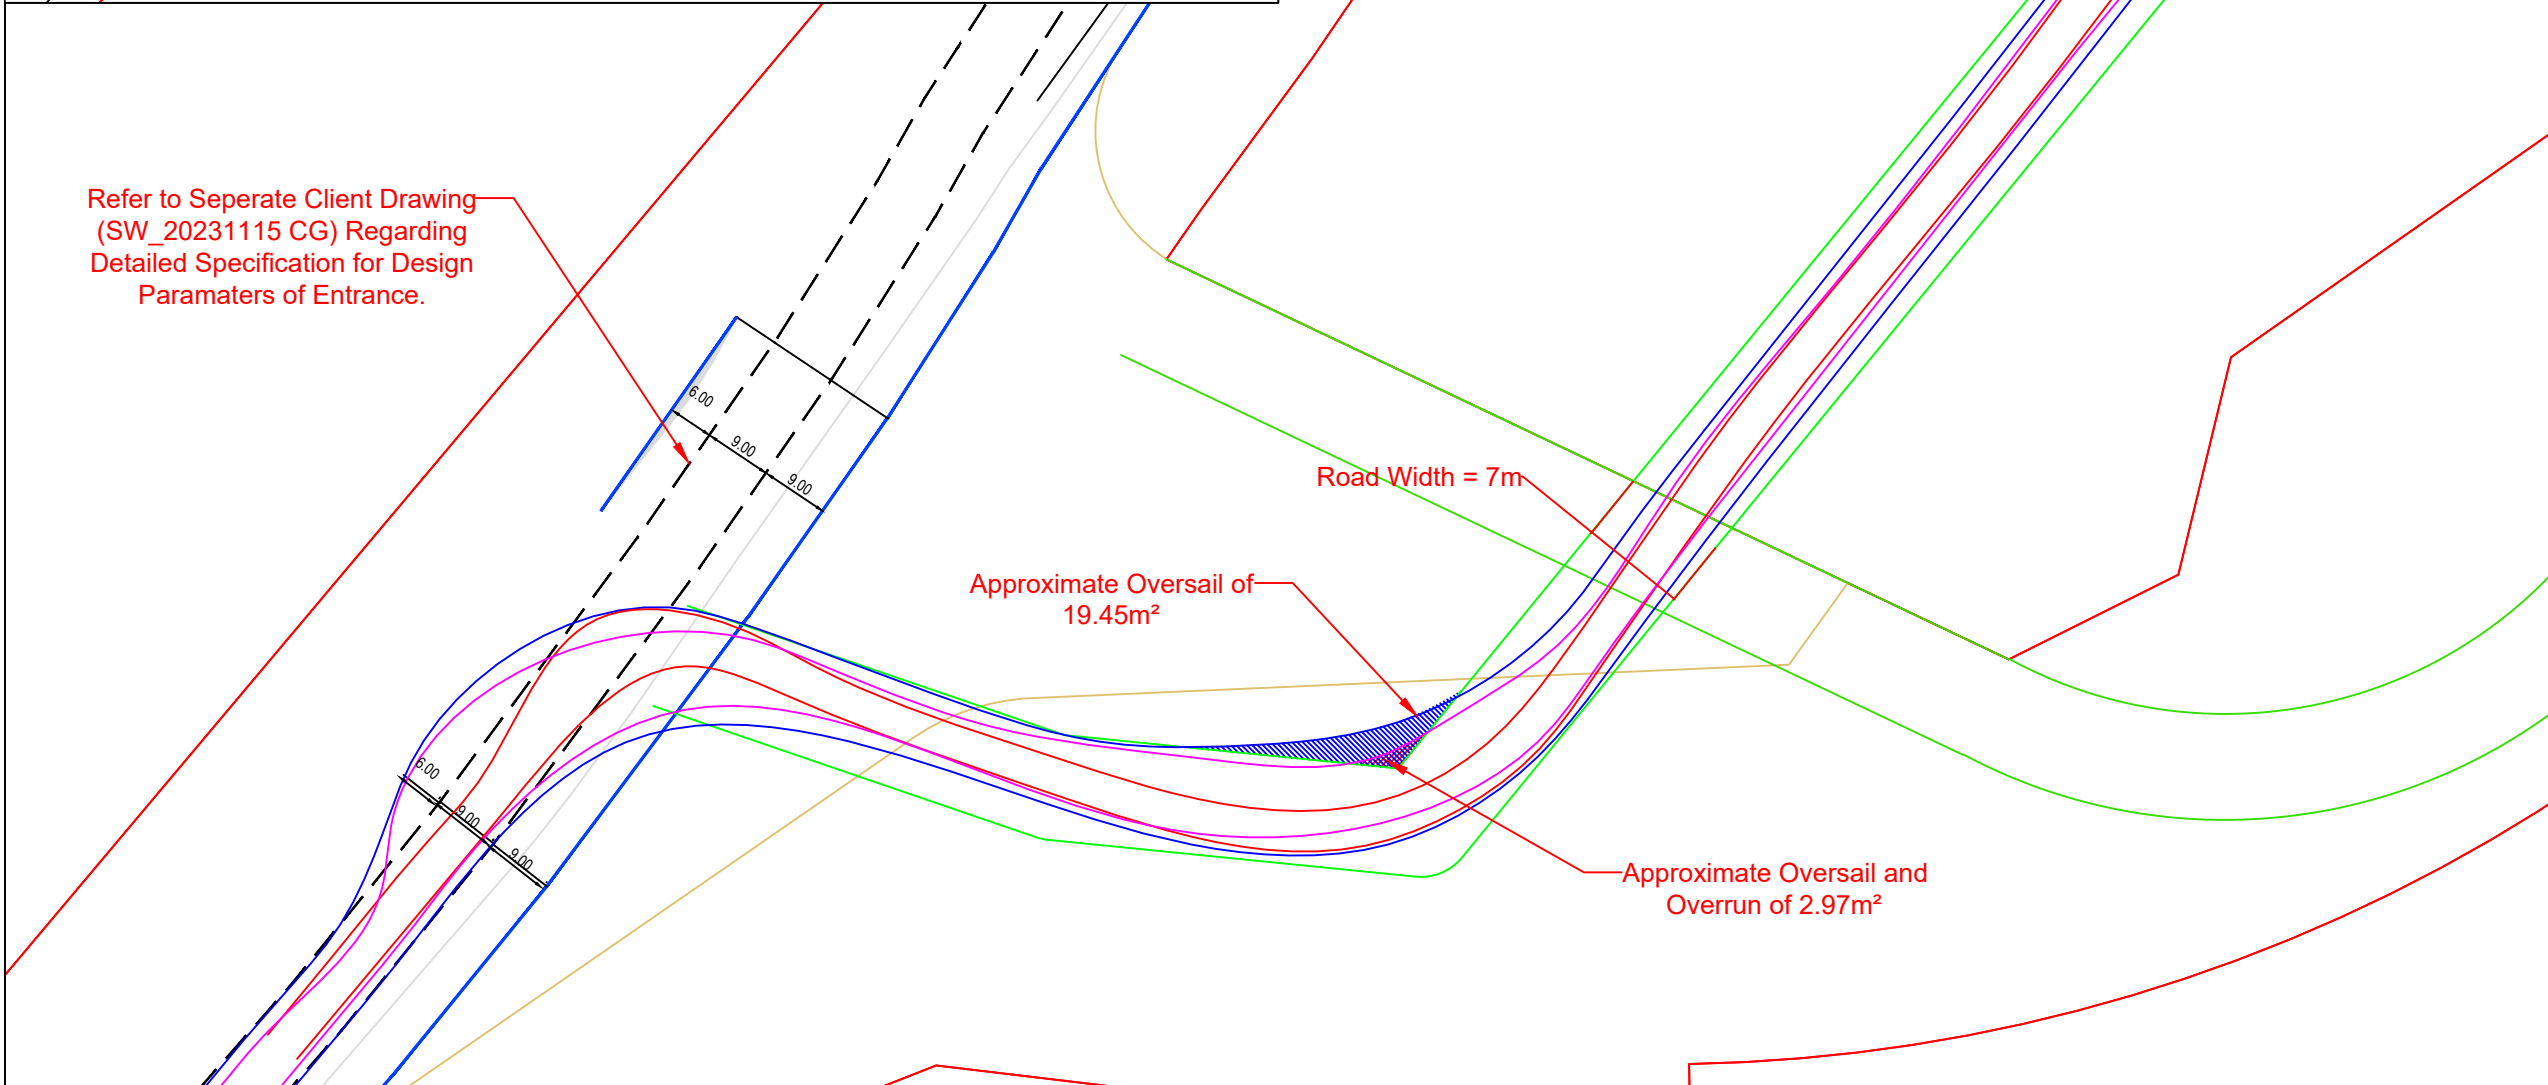 Refer to Seperate Client Drawing
(SW_20231115 CG) Regarding
Detailed Specification for Design
Paramaters of Entrance.
6.00
9.00
9.00
Road Width = 7m
Approximate Oversail of
19.45m²
6.00
9.00
9.00
Approximate Oversail and
Overrun of 2.97m²